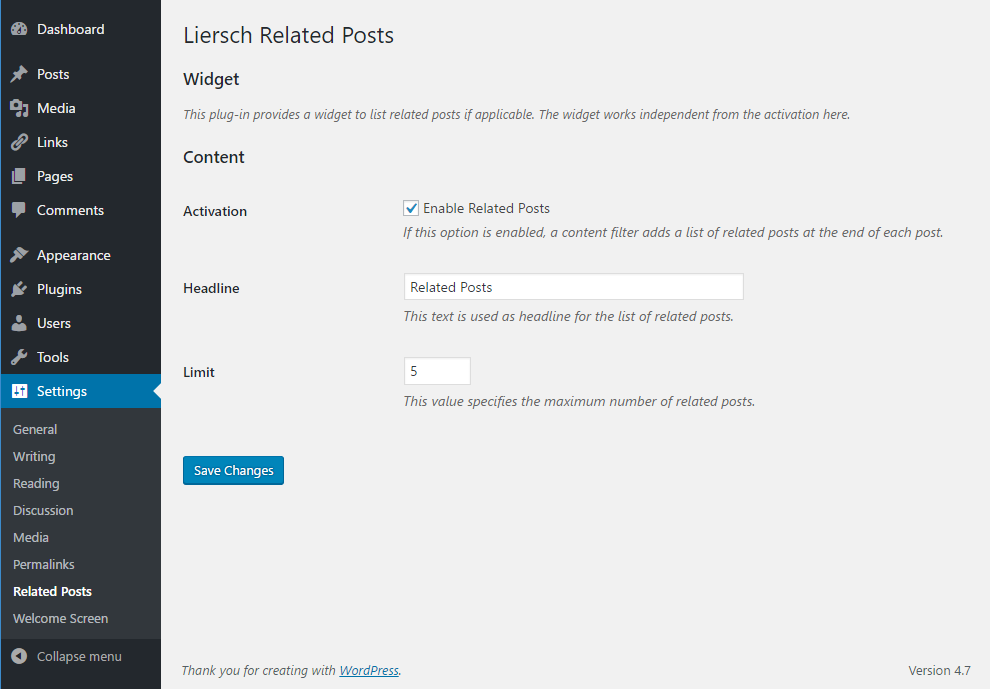 Dashboard
Posts
Media
Links
Pages
Comments
Appearance
Plugins
Users
Tools
Settings
General
Writing
Reading
Discussion
Media
Permalinks
Related Posts
Welcome Screen
Collapse menu
Liersch Related Posts
Widget
This plug-in provides a widget to list related posts if applicable. The widget works independent from the activation here.
Content
Activation
Enable Related Posts
If this option is enabled, a content filter adds a list of related posts at the end of each post.
Headline
Related Posts
This text is used as headline for the list of related posts.
Limit
5
This value specifies the maximum number of related posts.
Save Changes
Thank you for creating with WordPress.
Version 4.7